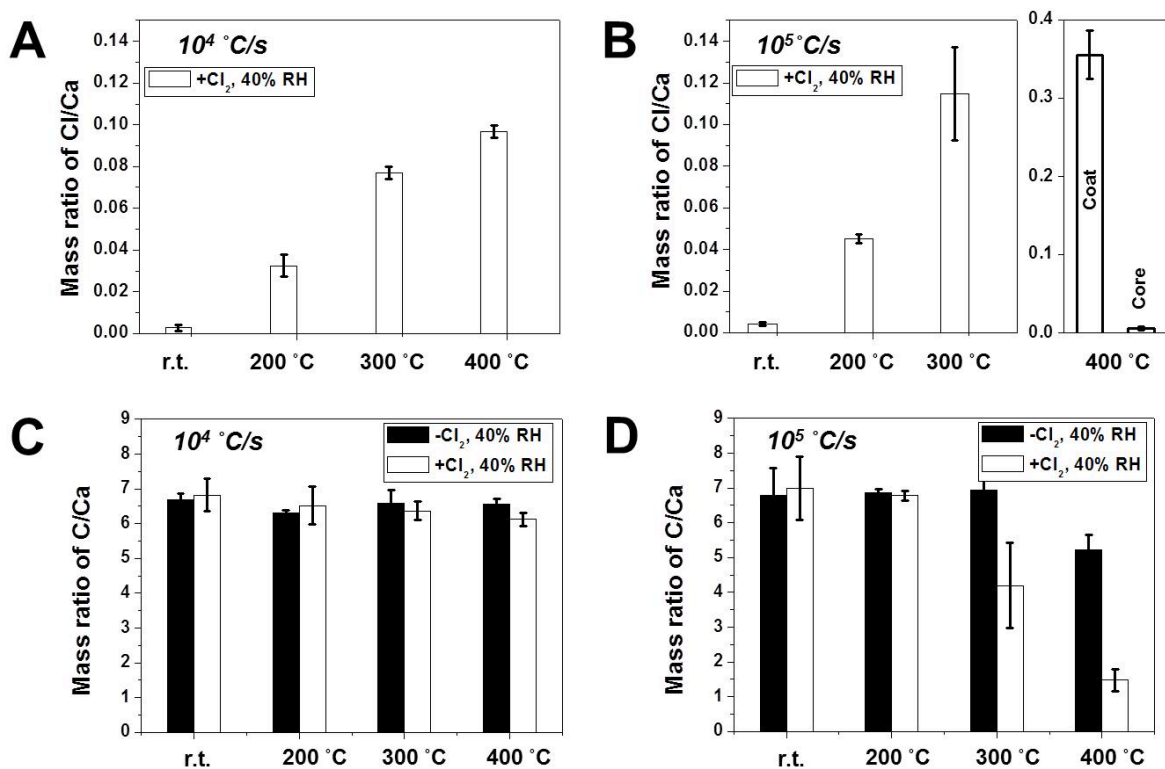 A
10⁴ ˚C/s
+Cl₂, 40% RH
Mass ratio of Cl/Ca
0.14
0.12
0.10
0.08
0.06
0.04
0.02
0.00
r.t. 200 ˚C 300 ˚C 400 ˚C
B
10⁵ ˚C/s
+Cl₂, 40% RH
Mass ratio of Cl/Ca
0.14
0.12
0.10
0.08
0.06
0.04
0.02
0.00
r.t. 200 ˚C 300 ˚C
0.4
0.3
0.2
0.1
0.0
Coat
Core
400 ˚C
C
10⁴ ˚C/s
-Cl₂, 40% RH
+Cl₂, 40% RH
Mass ratio of C/Ca
9
8
7
6
5
4
3
2
1
0
r.t. 200 ˚C 300 ˚C 400 ˚C
D
10⁵ ˚C/s
-Cl₂, 40% RH
+Cl₂, 40% RH
Mass ratio of C/Ca
9
8
7
6
5
4
3
2
1
0
r.t. 200 ˚C 300 ˚C 400 ˚C